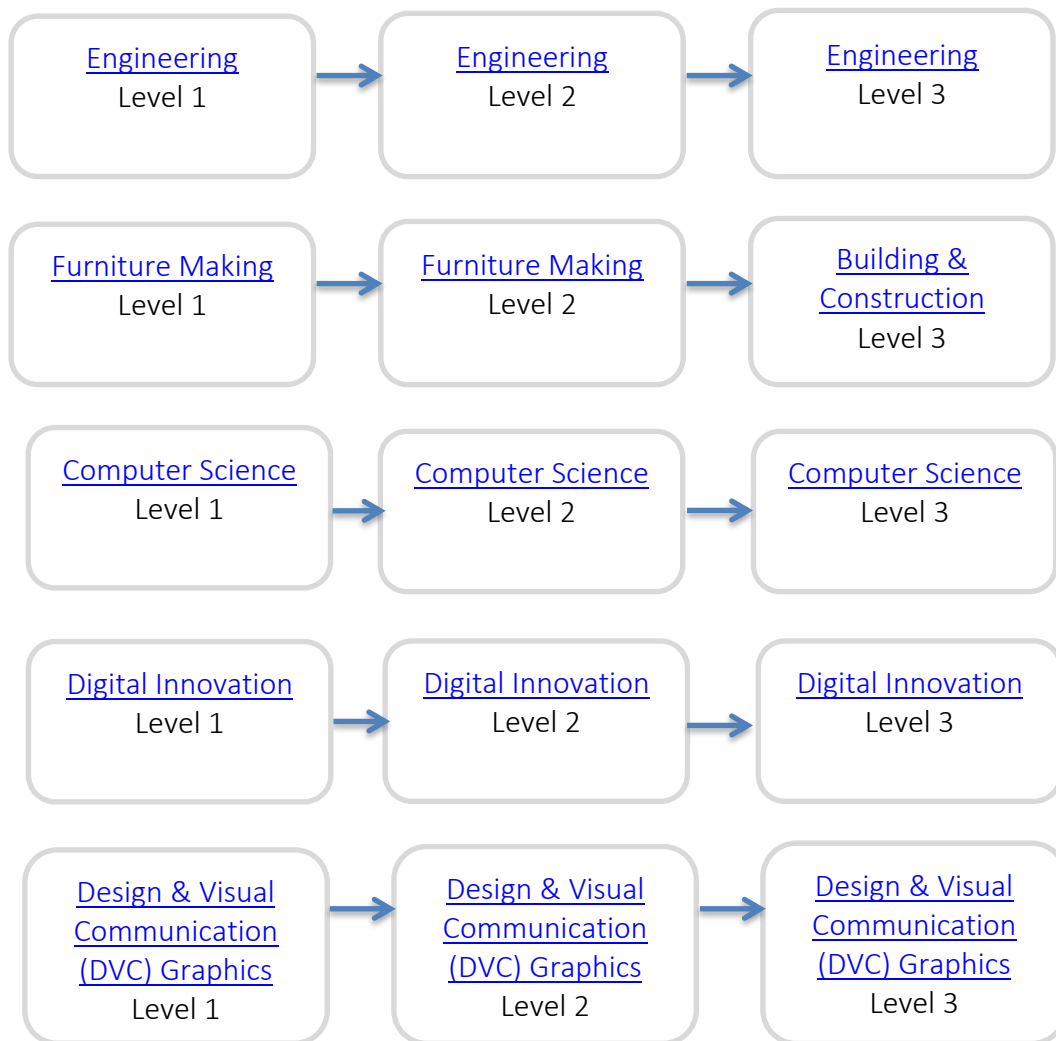 Engineering
Level 1
Engineering
Level 2
Engineering
Level 3
Furniture Making
Level 1
Furniture Making
Level 2
Building &
Construction
Level 3
Computer Science
Level 1
Computer Science
Level 2
Computer Science
Level 3
Digital Innovation
Level 1
Digital Innovation
Level 2
Digital Innovation
Level 3
Design & Visual
Communication
(DVC) Graphics
Level 1
Design & Visual
Communication
(DVC) Graphics
Level 2
Design & Visual
Communication
(DVC) Graphics
Level 3